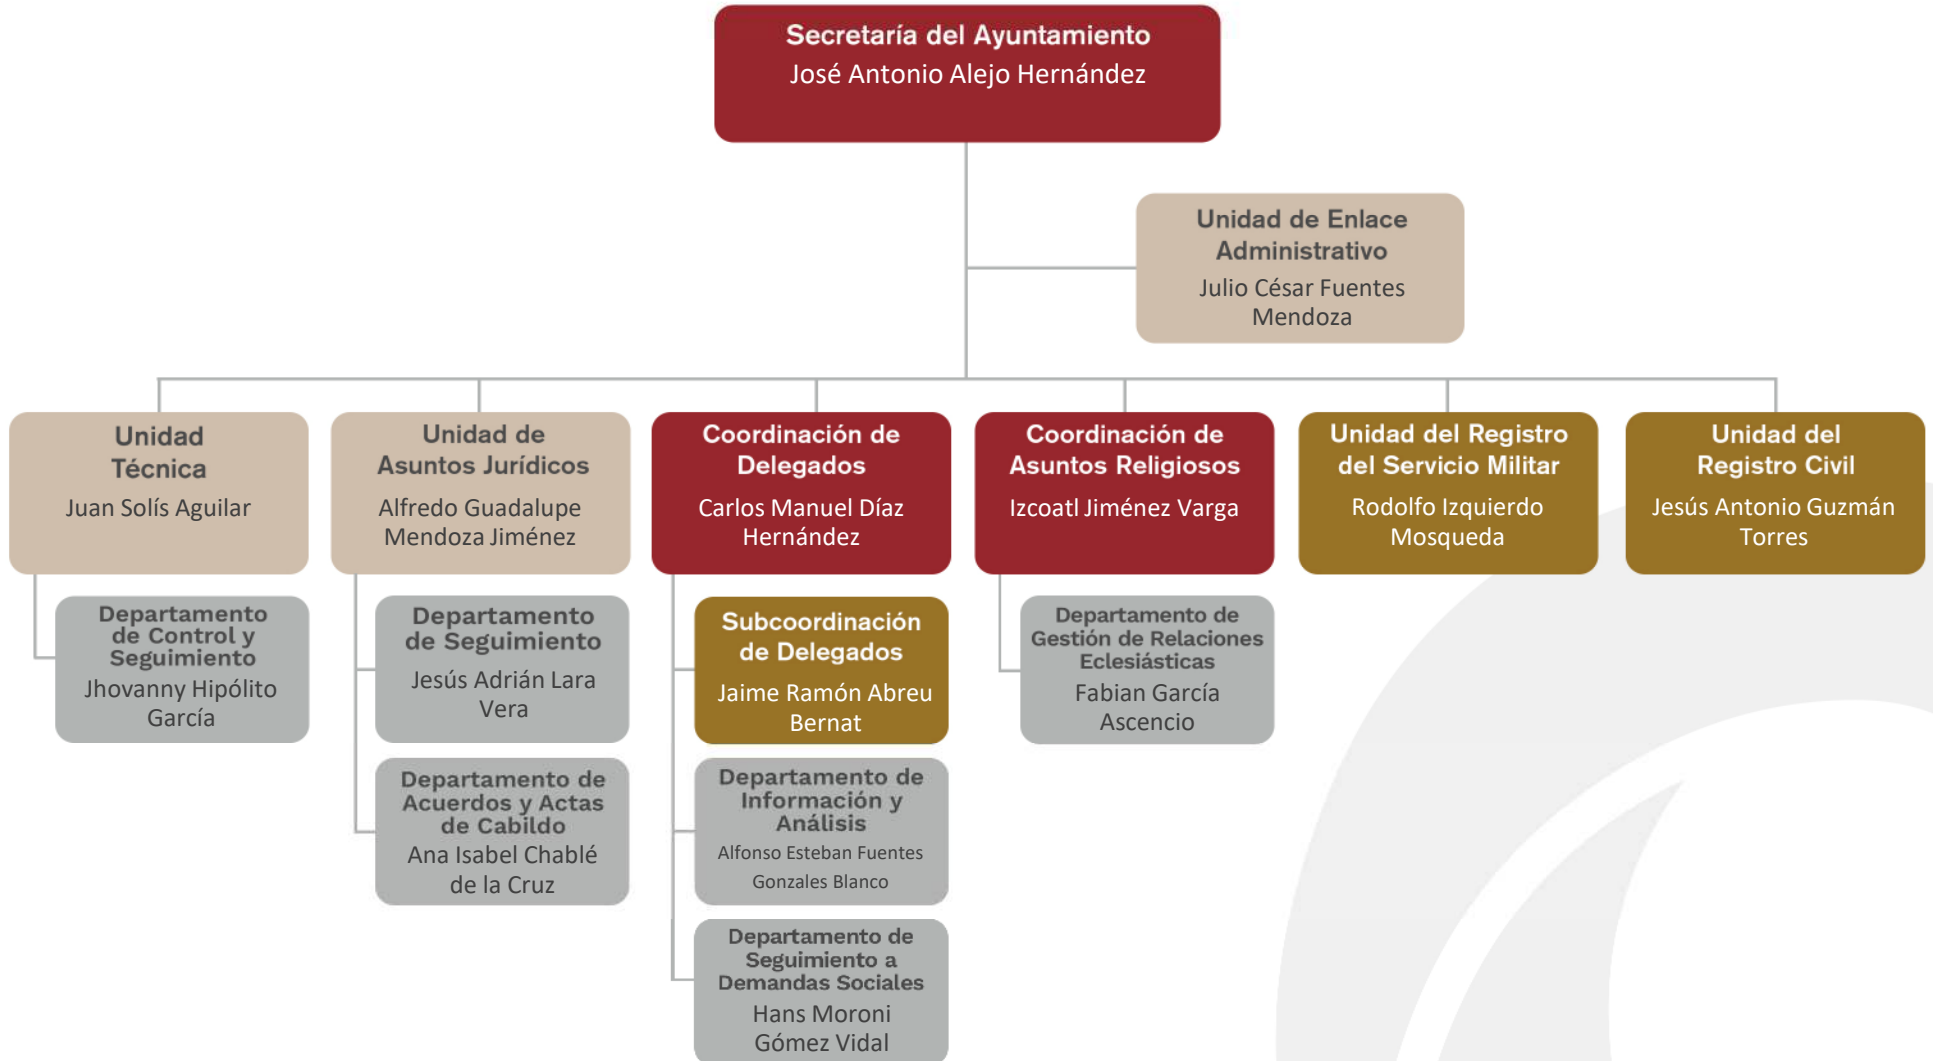 Secretaría del Ayuntamiento
José Antonio Alejo Hernández
Unidad de Enlace
Administrativo
Julio César Fuentes
Mendoza
Unidad
Técnica
Juan Solís Aguilar
Unidad de
Asuntos Jurídicos
Alfredo Guadalupe
Mendoza Jiménez
Coordinación de
Delegados
Carlos Manuel Díaz
Hernández
Coordinación de
Asuntos Religiosos
Izcoatl Jiménez Varga
Unidad del Registro
del Servicio Militar
Rodolfo Izquierdo
Mosqueda
Unidad del
Registro Civil
Jesús Antonio Guzmán
Torres
Departamento
de Control y
Seguimiento
Jhovanny Hipólito
García
Departamento
de Seguimiento
Jesús Adrián Lara
Vera
Subcoordinación
de Delegados
Jaime Ramón Abreu
Bernat
Departamento de
Gestión de Relaciones
Eclesiásticas
Fabian García
Ascencio
Departamento de
Acuerdos y Actas
de Cabildo
Ana Isabel Chablé
de la Cruz
Departamento de
Información y
Análisis
Alfonso Esteban Fuentes
Gonzales Blanco
Departamento de
Seguimiento a
Demandas Sociales
Hans Moroni
Gómez Vidal